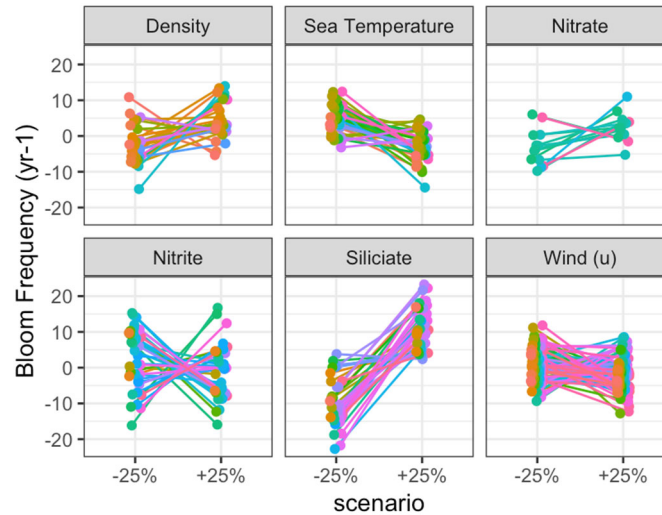 Density Sea Temperature Nitrate
20
10
0
-10
-20
Bloom Frequency (yr-1)
Nitrite Siliciate Wind (u)
20
10
0
-10
-20
-25% +25% -25% +25% -25% +25%
scenario